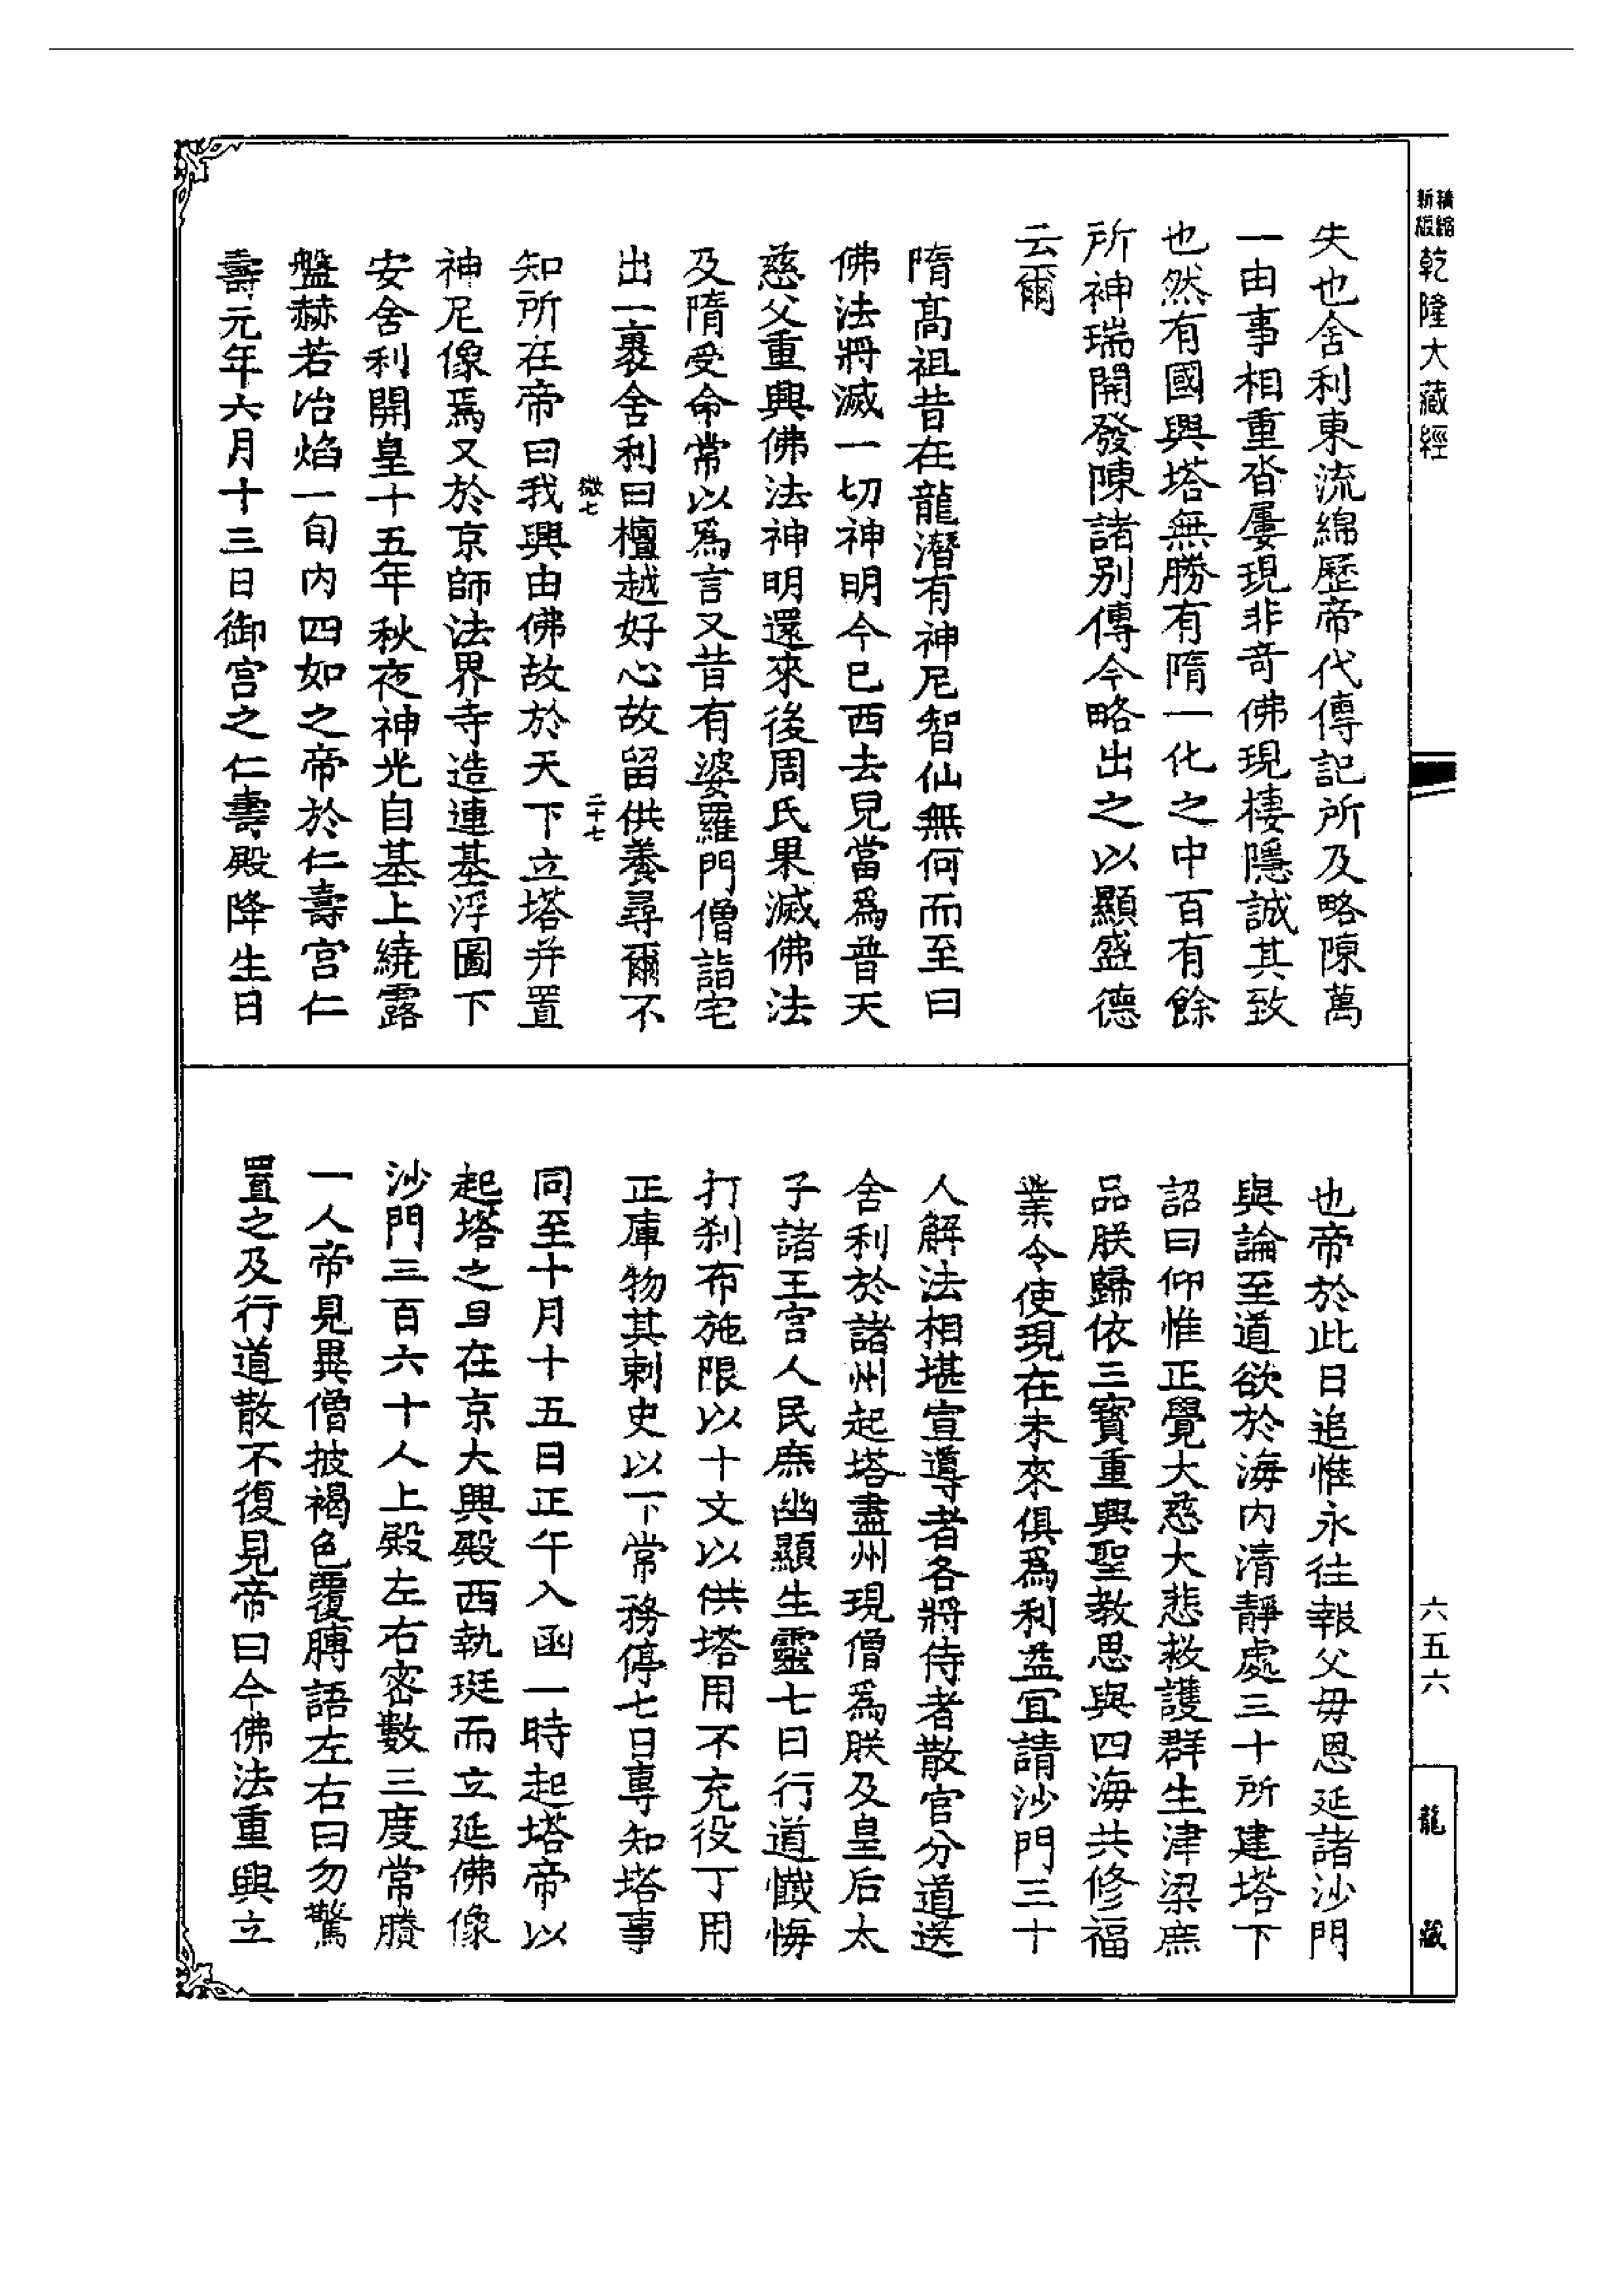 精縮新版乾隆大藏經
失也舍利東流綿歷帝代傳記所及略陳萬
一由事相重沓屢現非奇佛現棲隱誠其致
也然有國興塔無勝有隋一化之中百有餘
所神瑞開發陳諸別傳今略出之以顯盛德
云爾
隋高祖昔在龍潛有神尼智仙無何而至曰
佛法將滅一切神明今已西去兒當為普天
慈父重興佛法神明還來後周氏果滅佛法
及隋受命常以為言又昔有婆羅門僧詣宅
出一裹舍利曰檀越好心故留供養尋爾不
微七
二十七
知所在帝曰我興由佛故於天下立塔并置
神尼像焉又於京師法界寺造連基浮圖下
安舍利開皇十五年秋夜神光自基上繞露
盤赫若冶焰一旬內四如之帝於仁壽宮仁
壽元年六月十三日御宮之仁壽殿降生日
也帝於此日追惟永往報父母恩延諸沙門
與論至道欲於海內清靜處三十所建塔下
詔曰仰惟正覺大慈大悲救護群生津梁庶
品朕歸依三寶重興聖教思與四海共修福
業令使現在未來俱為利益宜請沙門三十
人解法相堪宣導者各將侍者散官分道送
舍利於諸州起塔盡州現僧為朕及皇后太
子諸王宮人民庶幽顯生靈七日行道懺悔
打剎布施限以十文以供塔用不充役丁用
正庫物其剌史以下常務停七日專知塔事
同至十月十五日正午入函一時起塔帝以
起塔之旦在京大興殿西執珽而立延佛像
沙門三百六十人上殿左右密數三度常賸
一人帝見異僧披褐色覆膊語左右曰勿驚
置之及行道散不復見帝曰今佛法重興立
六五六
龍藏